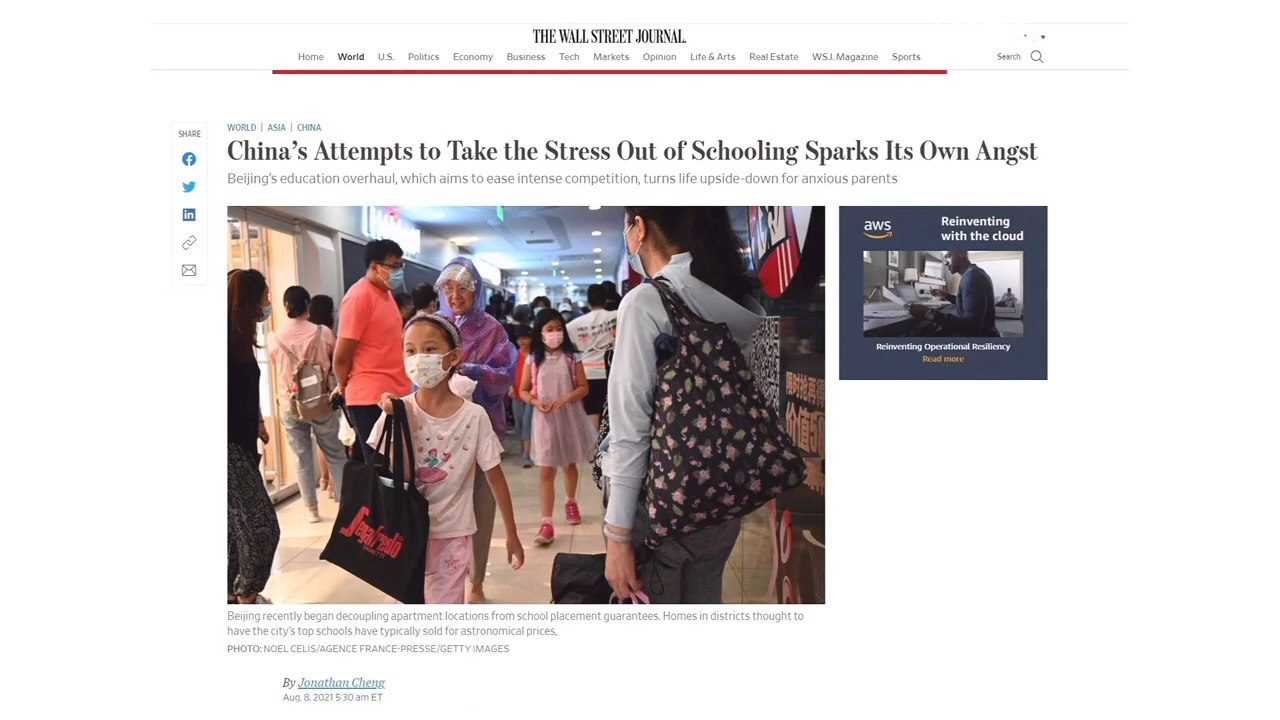 THE WALL STREET JOURNAL.
Home World U.S. Politics Economy Business Tech Markets Opinion Life & Arts Real Estate WSJ. Magazine Sports Search
SHARE
WORLD | ASIA | CHINA
China's Attempts to Take the Stress Out of Schooling Sparks Its Own Angst
Beijing's education overhaul, which aims to ease intense competition, turns life upside-down for anxious parents
aws
Reinventing
with the cloud
Reinventing Operational Resiliency
Read more
Segafredo
ZANETTI
Beijing recently began decoupling apartment locations from school placement guarantees. Homes in districts thought to
have the city's top schools have typically sold for astronomical prices,
PHOTO: NOEL CELIS/AGENCE FRANCE-PRESSE/GETTY IMAGES
By Jonathan Cheng
Aug. 8, 2021 5:30 am ET